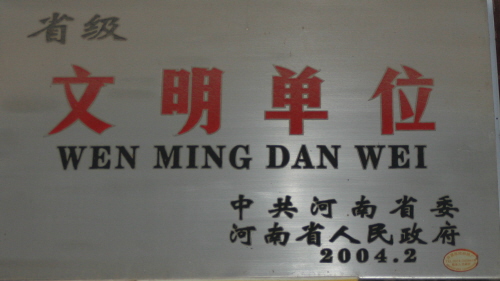 省级
文明单位
WEN MING DAN WEI
中共河南省委
河南省人民政府
2004.2